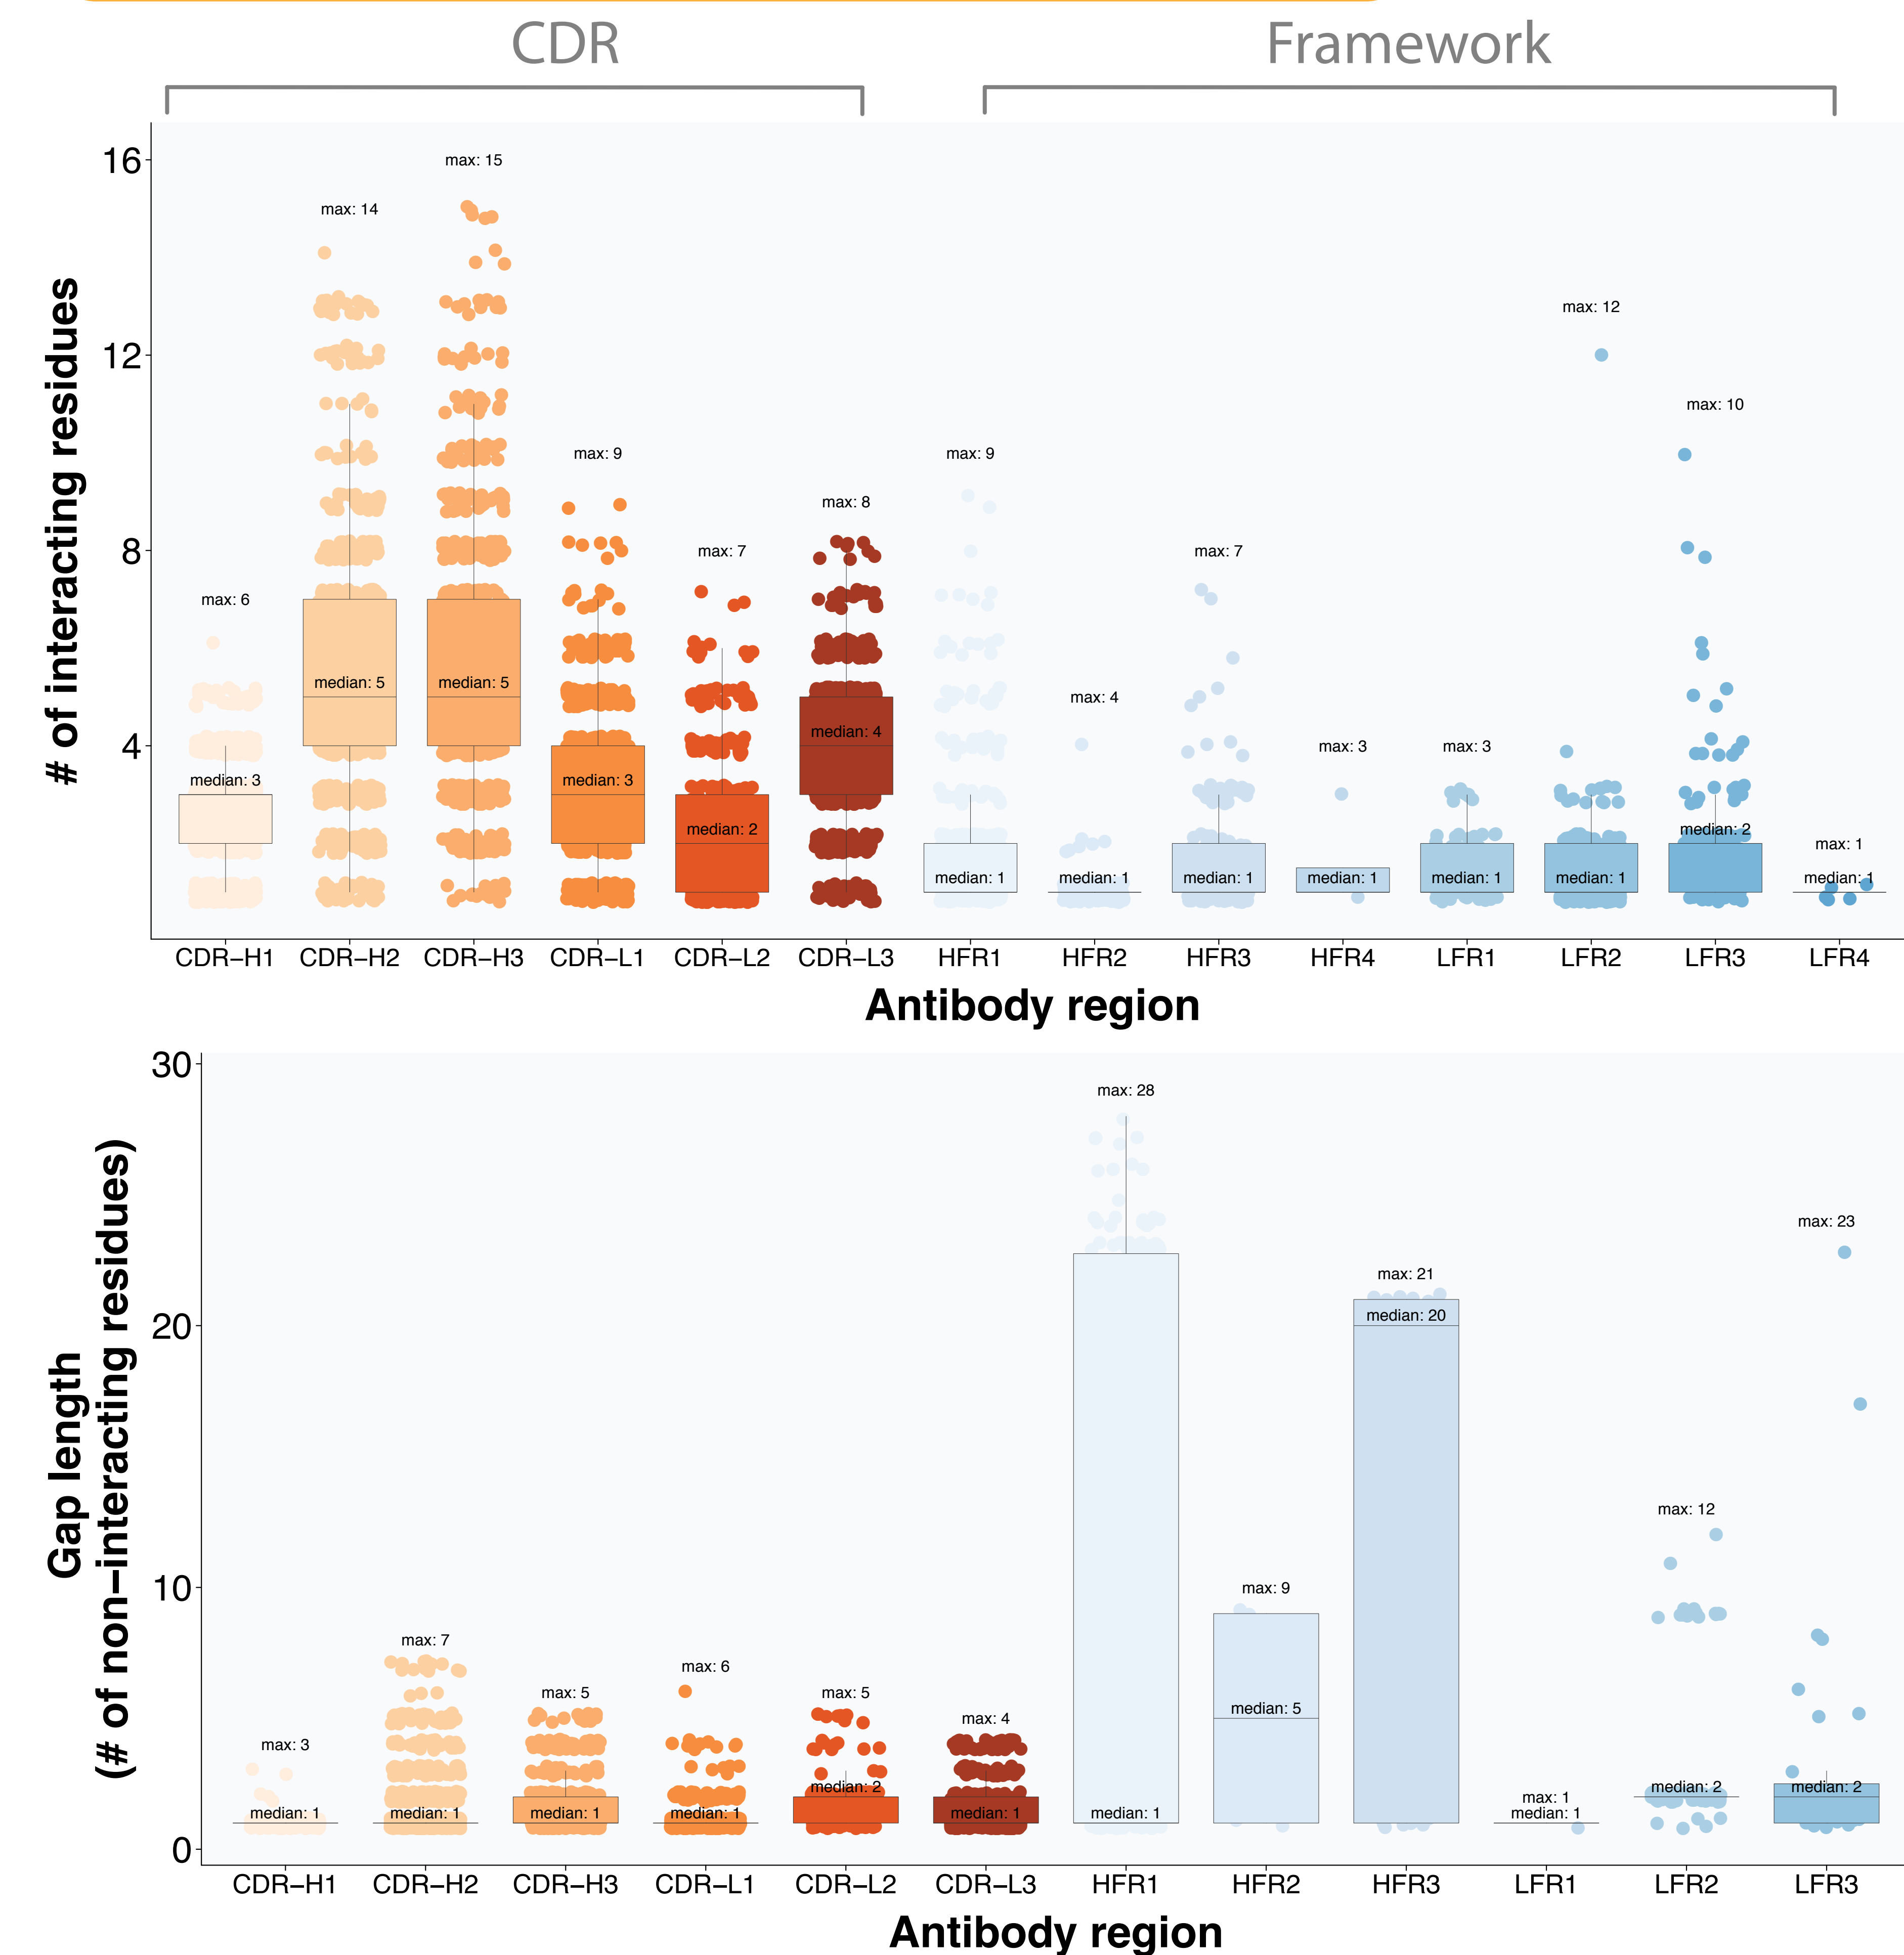 CDR Framework
# of interacting residues
16
12
8
4
max: 6
max: 14
max: 15
max: 9
max: 7
max: 8
max: 9
max: 4
max: 7
max: 3
max: 3
max: 12
max: 10
max: 1
median: 3
median: 5
median: 5
median: 3
median: 2
median: 4
median: 1
median: 1
median: 1
median: 1
median: 1
median: 1
median: 2
median: 1
CDR−H1 CDR−H2 CDR−H3 CDR−L1 CDR−L2 CDR−L3 HFR1 HFR2 HFR3 HFR4 LFR1 LFR2 LFR3 LFR4
Antibody region
Gap length
(# of non−interacting residues)
30
20
10
0
max: 3
max: 7
max: 5
max: 6
max: 5
max: 4
max: 28
max: 9
max: 21
max: 1
max: 12
max: 23
median: 1
median: 1
median: 1
median: 1
median: 2
median: 1
median: 1
median: 5
median: 20
median: 1
median: 2
median: 2
CDR−H1 CDR−H2 CDR−H3 CDR−L1 CDR−L2 CDR−L3 HFR1 HFR2 HFR3 LFR1 LFR2 LFR3
Antibody region